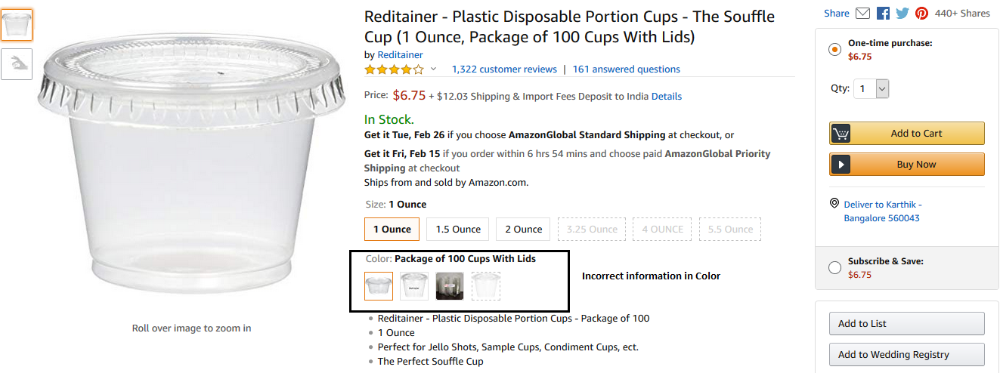 Reditainer - Plastic Disposable Portion Cups - The Souffle
Cup (1 Ounce, Package of 100 Cups With Lids)
by Reditainer
1,322 customer reviews | 161 answered questions
Price: $6.75 + $12.03 Shipping & Import Fees Deposit to India Details
In Stock.
Get it Tue, Feb 26 if you choose AmazonGlobal Standard Shipping at checkout, or
Get it Fri, Feb 15 if you order within 6 hrs 54 mins and choose paid AmazonGlobal Priority
Shipping at checkout
Ships from and sold by Amazon.com.
Size: 1 Ounce
1 Ounce 1.5 Ounce 2 Ounce 3.25 Ounce 4 OUNCE 5.5 Ounce
Color: Package of 100 Cups With Lids
Incorrect information in Color
Reditainer - Plastic Disposable Portion Cups - Package of 100
1 Ounce
Perfect for Jello Shots, Sample Cups, Condiment Cups, ect.
The Perfect Souffle Cup
Roll over image to zoom in
Share 440+ Shares
One-time purchase:
$6.75
Qty: 1
Add to Cart
Buy Now
Deliver to Karthik -
Bangalore 560043
Subscribe & Save:
$6.75
Add to List
Add to Wedding Registry